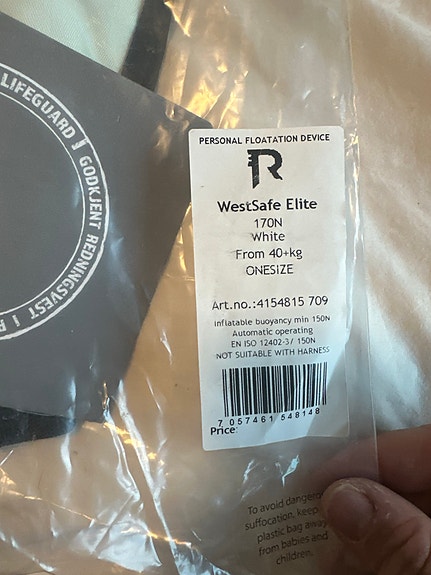 LIFEGUARD
GODKJENT REDNINGSVEST
PERSONAL FLOATATION DEVICE
R
WestSafe Elite
170N
White
From 40+kg
ONESIZE
Art.no.:4154815 709
Inflatable buoyancy min 150N
Automatic operating
EN ISO 12402-3/ 150N
NOT SUITABLE WITH HARNESS
7 057461 548148
Price:
To avoid danger
suffocation, keep
plastic bag away
from babies and
children.